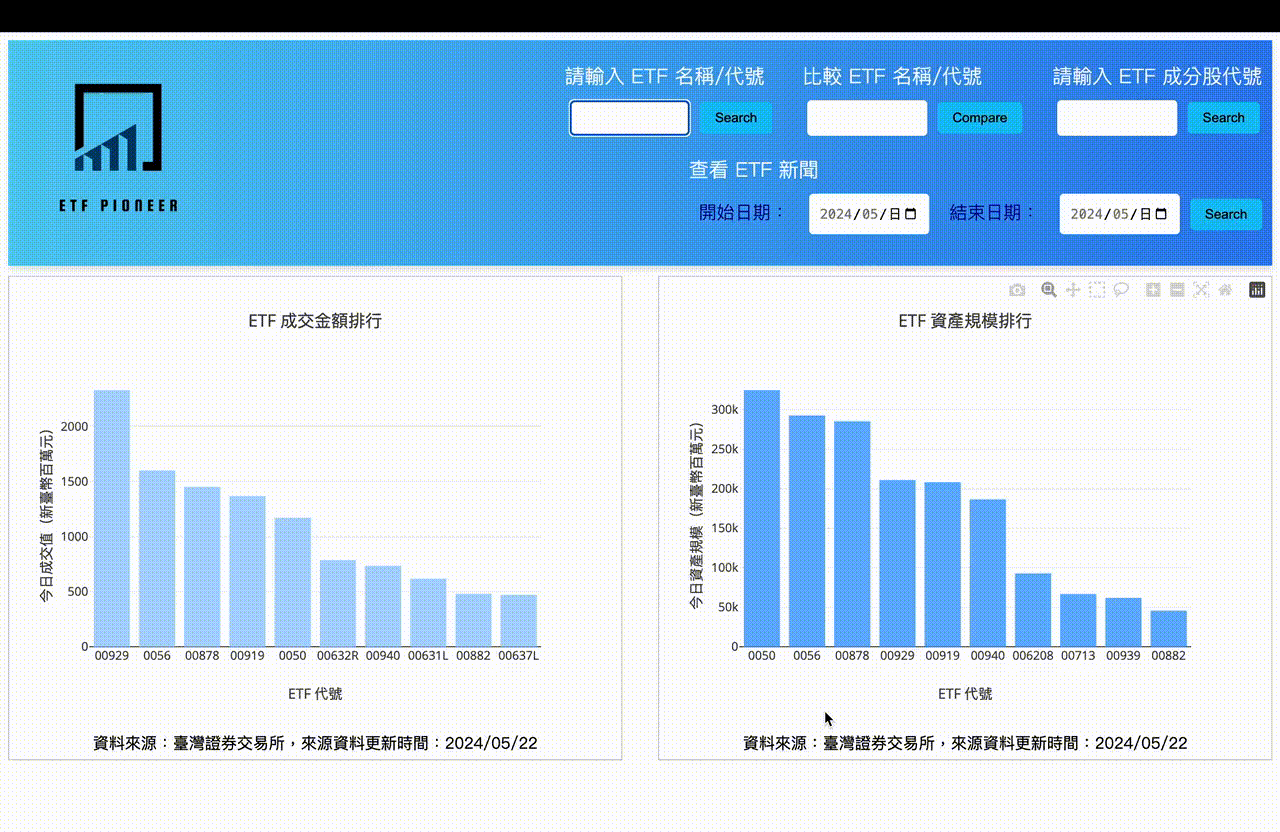 請輸入 ETF 名稱/代號
比較 ETF 名稱/代號
請輸入 ETF 成分股代號
Search
Compare
Search
查看 ETF 新聞
開始日期：
2024/05/日
結束日期：
2024/05/日
Search
ETF PIONEER
ETF 成交金額排行
今日成交值（新臺幣百萬元）
2000
1500
1000
500
0
00929 0056 00878 00919 0050 00632R 00940 00631L 00882 00637L
ETF 代號
資料來源：臺灣證券交易所，來源資料更新時間：2024/05/22
ETF 資產規模排行
今日資產規模（新臺幣百萬元）
300k
250k
200k
150k
100k
50k
0
0050 0056 00878 00929 00919 00940 006208 00713 00939 00882
ETF 代號
資料來源：臺灣證券交易所，來源資料更新時間：2024/05/22